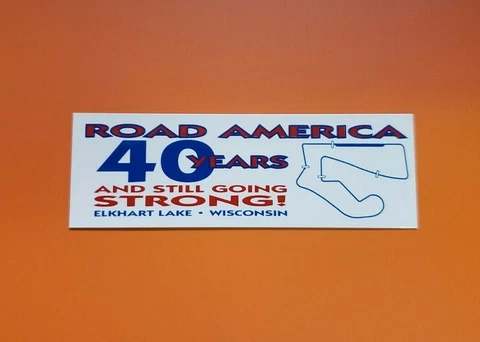 ROAD AMERICA
40 YEARS
AND STILL GOING
STRONG!
ELKHART LAKE • WISCONSIN